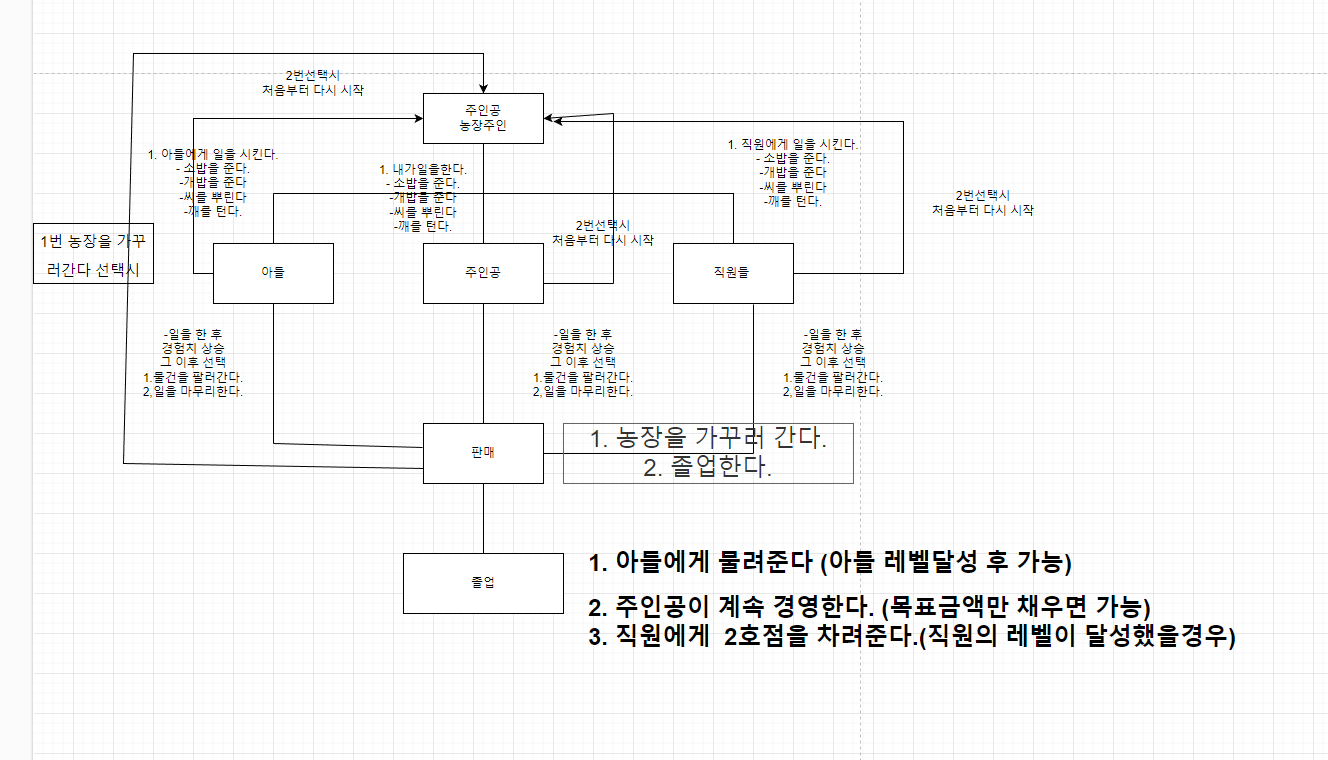 2번선택시
처음부터 다시 시작
주인공
농장주인
1. 아들에게 일을 시킨다.
- 소밥을 준다.
-개밥을 준다
-씨를 뿌린다
-깨를 턴다.
1. 내가일을한다.
- 소밥을 준다.
-개밥을 준다
-씨를 뿌린다
-깨를 턴다.
1. 직원에게 일을 시킨다.
- 소밥을 준다.
-개밥을 준다
-씨를 뿌린다
-깨를 턴다.
2번선택시
처음부터 다시 시작
2번선택시
처음부터 다시 시작
1번 농장을 가꾸
러간다 선택시
아들
주인공
직원들
-일을 한 후
경험치 상승
그 이후 선택
1.물건을 팔러간다.
2,일을 마무리한다.
-일을 한 후
경험치 상승
그 이후 선택
1.물건을 팔러간다.
2,일을 마무리한다.
-일을 한 후
경험치 상승
그 이후 선택
1.물건을 팔러간다.
2,일을 마무리한다.
판매
1. 농장을 가꾸러 간다.
2. 졸업한다.
졸업
1. 아들에게 물려준다 (아들 레벨달성 후 가능)
2. 주인공이 계속 경영한다. (목표금액만 채우면 가능)
3. 직원에게 2호점을 차려준다.(직원의 레벨이 달성했을경우)